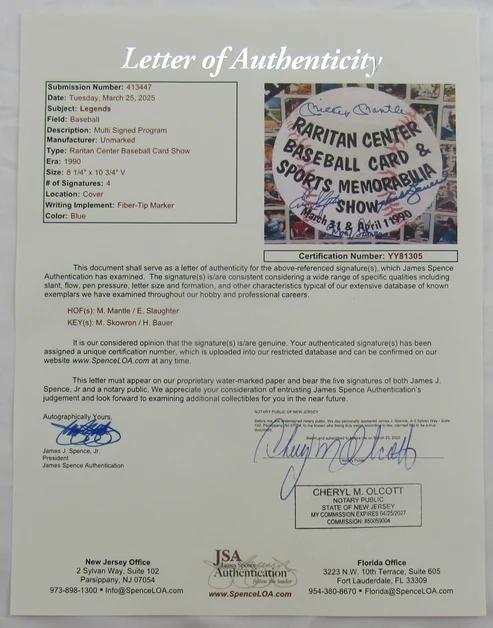 Letter of Authenticity
Submission Number: 413447
Date: Tuesday, March 25, 2025
Subject: Legends
Field: Baseball
Description: Multi Signed Program
Manufacturer: Unmarked
Type: Raritan Center Baseball Card Show
Era: 1990
Size: 8 1/4" x 10 3/4" V
# of Signatures: 4
Location: Cover
Writing Implement: Fiber-Tip Marker
Color: Blue
Mickey Mantle
RARITAN CENTER
BASEBALL CARD &
SPORTS MEMORABILIA
SHOW
March 31 & April 1 1990
Certification Number: YY81305
This document shall serve as a letter of authenticity for the above-referenced signature(s), which James Spence
Authentication has examined. The signature(s) is/are consistent considering a wide range of specific qualities including
slant, flow, pen pressure, letter size and formation, and other characteristics typical of our extensive database of known
exemplars we have examined throughout our hobby and professional careers.
HOF(s): M. Mantle / E. Slaughter
KEY(s): M. Skowron / H. Bauer
It is our considered opinion that the signature(s) is/are genuine. Your authenticated signature(s) has been
assigned a unique certification number, which is uploaded into our restricted database and can be confirmed on our
website www.SpenceLOA.com at any time.
This letter must appear on our proprietary water-marked paper and bear the live signatures of both James J.
Spence, Jr and a notary public. We appreciate your consideration of entrusting James Spence Authentication's
judgement and look forward to examining additional collectibles for you in the near future.
Autographically Yours,
James J. Spence, Jr.
President
James Spence Authentication
NOTARY PUBLIC OF NEW JERSEY
Cheryl M Olcott
CHERYL M. OLCOTT
NOTARY PUBLIC
STATE OF NEW JERSEY
MY COMMISSION EXPIRES 04/25/2027
COMMISSION: #50059004
New Jersey Office
2 Sylvan Way, Suite 102
Parsippany, NJ 07054
973-898-1300 • Info@SpenceLOA.com
JSA
James Spence
Authentication
www.SpenceLOA.com
Florida Office
3223 N.W. 10th Terrace, Suite 605
Fort Lauderdale, FL 33309
954-380-8670 • Florida@SpenceLOA.com